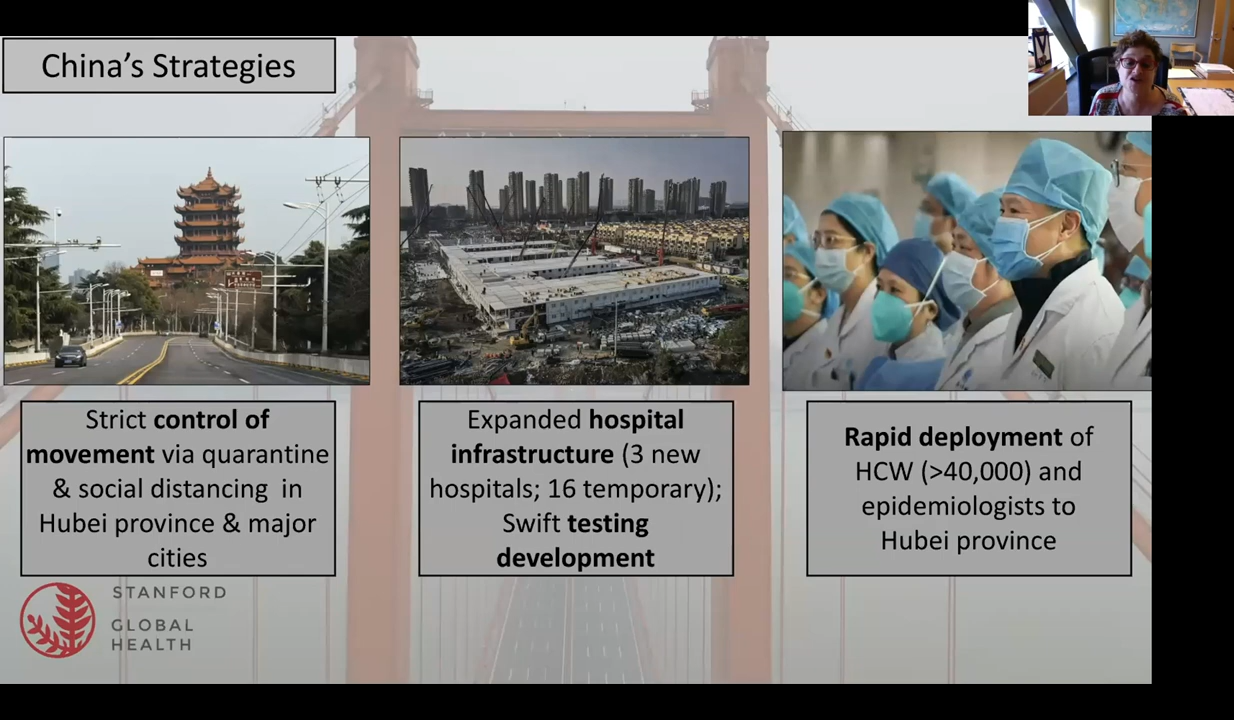 China's Strategies
Strict control of
movement via quarantine
& social distancing in
Hubei province & major
cities
Expanded hospital
infrastructure (3 new
hospitals; 16 temporary);
Swift testing
development
Rapid deployment of
HCW (>40,000) and
epidemiologists to
Hubei province
STANFORD
GLOBAL
HEALTH